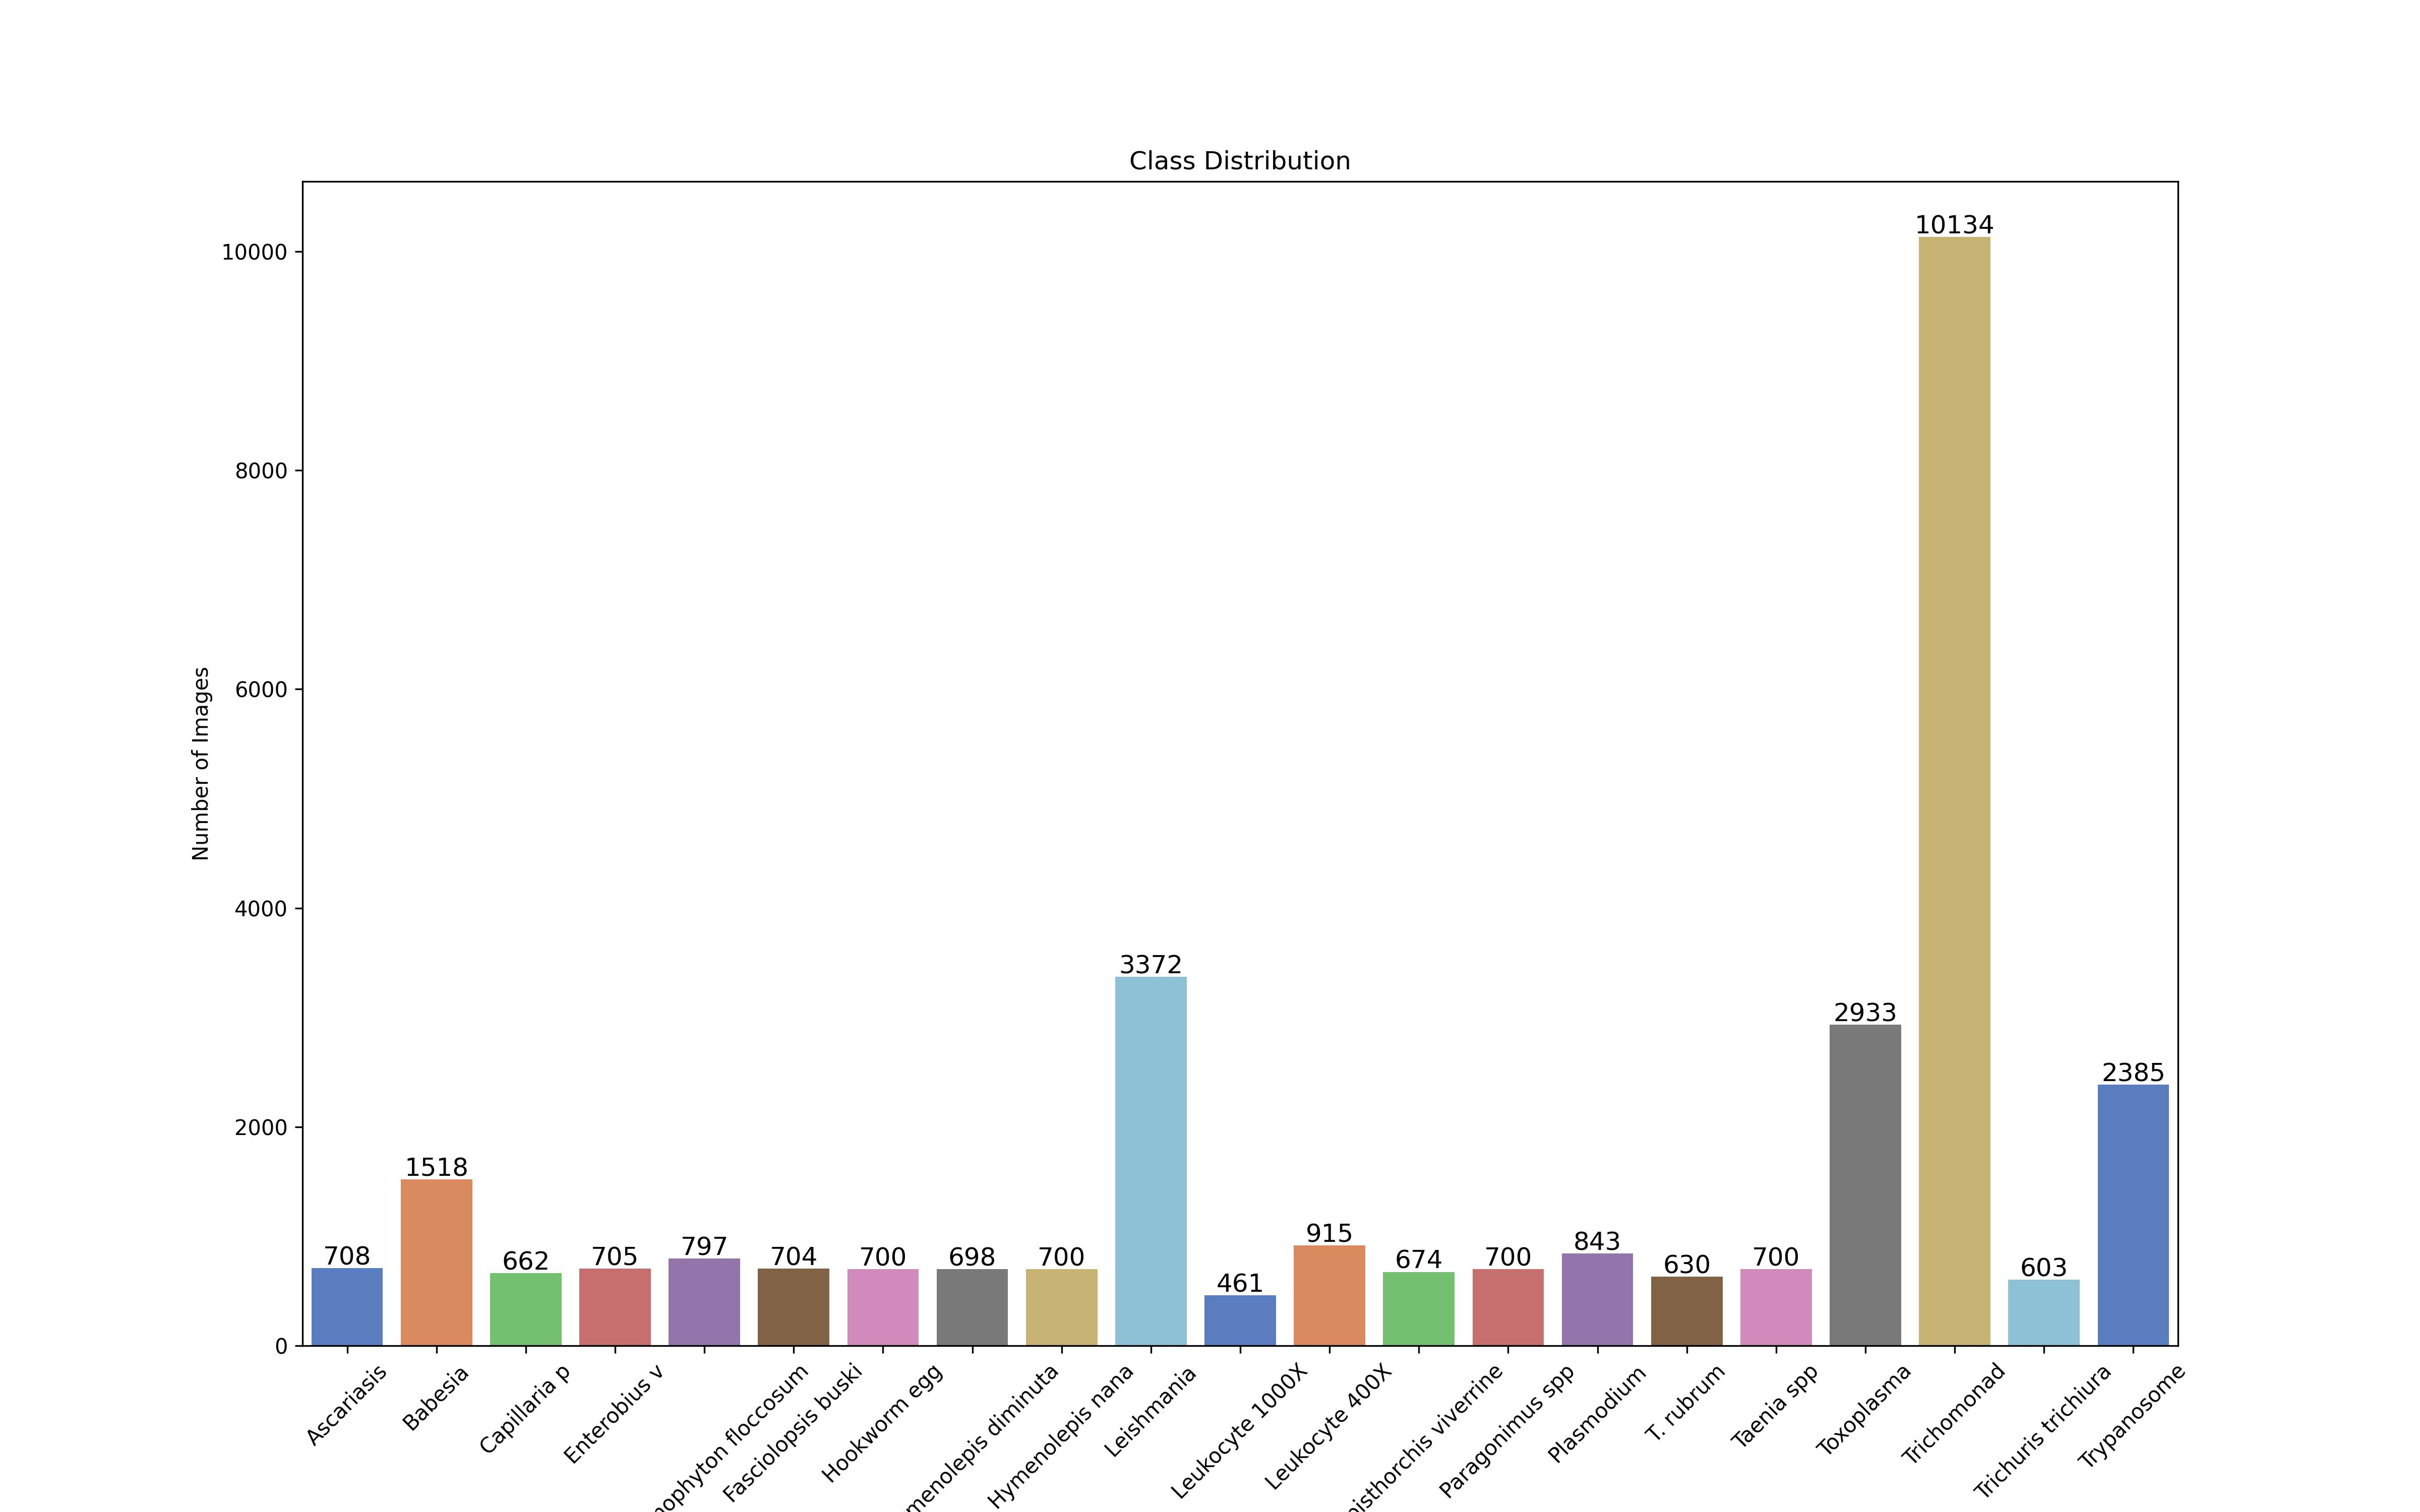 Class Distribution
10000
8000
6000
4000
2000
0
Number of Images
708
1518
662
705
797
704
700
698
700
3372
461
915
674
700
843
630
700
2933
10134
603
2385
Ascariasis
Babesia
Capillaria p
Enterobius v
floccosum
Fasciolopsis buski
Hookworm egg
diminuta
Hymenolepis nana
Leishmania
Leukocyte 1000X
Leukocyte 400X
viverrine
Paragonimus spp
Plasmodium
T. rubrum
Taenia spp
Toxoplasma
Trichomonad
Trichuris trichiura
Trypanosome